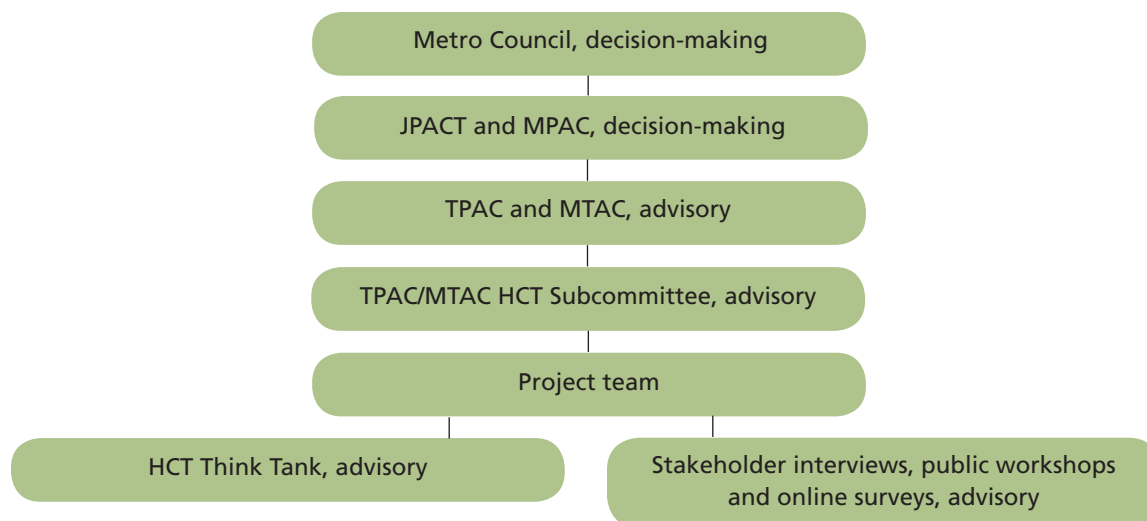 Metro Council, decision-making
JPACT and MPAC, decision-making
TPAC and MTAC, advisory
TPAC/MTAC HCT Subcommittee, advisory
Project team
HCT Think Tank, advisory
Stakeholder interviews, public workshops
and online surveys, advisory